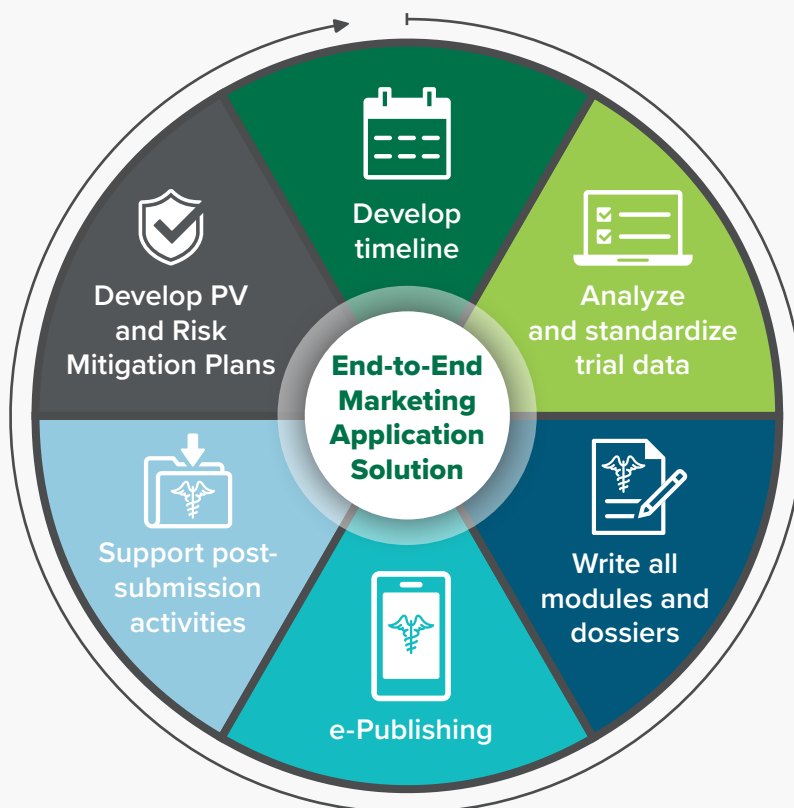 Develop
timeline
Analyze
and standardize
trial data
Write all
modules and
dossiers
e-Publishing
Support post-
submission
activities
Develop PV
and Risk
Mitigation Plans
End-to-End
Marketing
Application
Solution